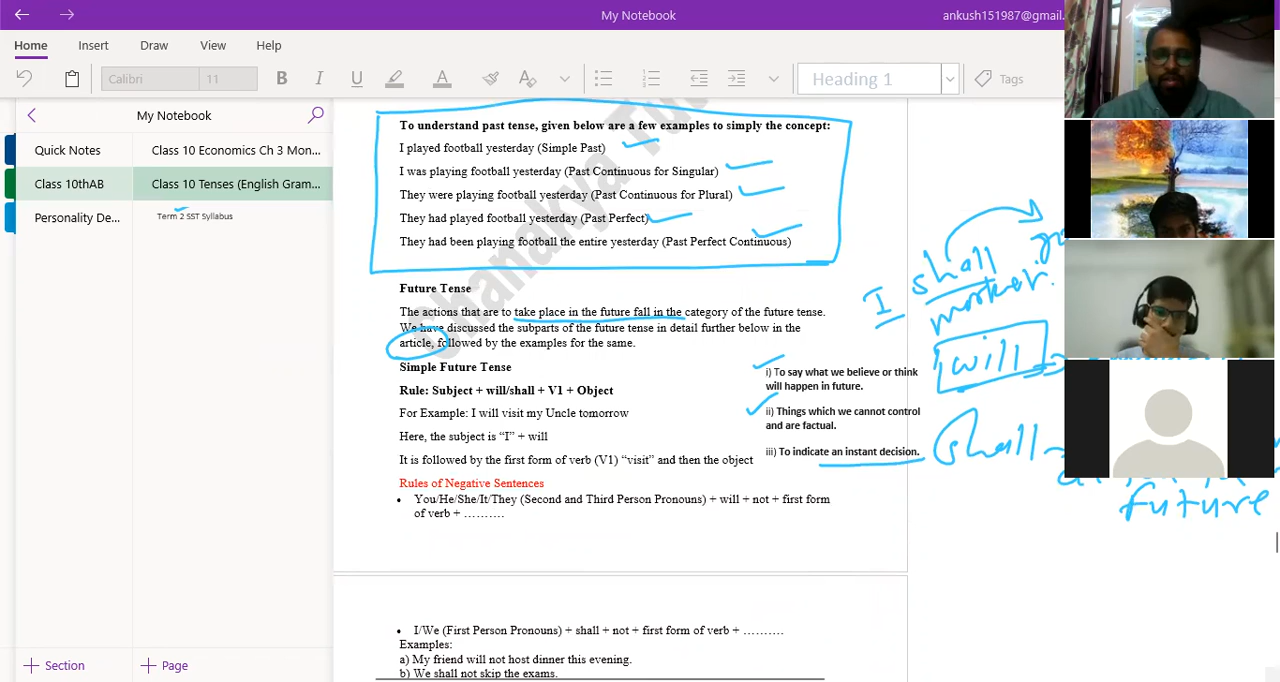 My Notebook
ankush151987@gmail.
Home Insert Draw View Help
Calibri 11 B I U A A Heading 1 Tags
My Notebook
Quick Notes
Class 10thAB
Personality De...
Class 10 Economics Ch 3 Mon...
Class 10 Tenses (English Gram...
Term 2 SST Syllabus
To understand past tense, given below are a few examples to simply the concept:
I played football yesterday (Simple Past)
I was playing football yesterday (Past Continuous for Singular)
They were playing football yesterday (Past Continuous for Plural)
They had played football yesterday (Past Perfect)
They had been playing football the entire yesterday (Past Perfect Continuous)
Future Tense
The actions that are to take place in the future fall in the category of the future tense.
We have discussed the subparts of the future tense in detail further below in the
article, followed by the examples for the same.
Simple Future Tense
Rule: Subject + will/shall + V1 + Object
For Example: I will visit my Uncle tomorrow
Here, the subject is “I” + will
It is followed by the first form of verb (V1) “visit” and then the object
Rules of Negative Sentences
• You/He/She/It/They (Second and Third Person Pronouns) + will + not + first form
of verb + ……….
i) To say what we believe or think
will happen in future.
ii) Things which we cannot control
and are factual.
iii) To indicate an instant decision.
I shall
will
shall
future
• I/We (First Person Pronouns) + shall + not + first form of verb + ……….
Examples:
a) My friend will not host dinner this evening.
b) We shall not skip the exams.
Section
Page